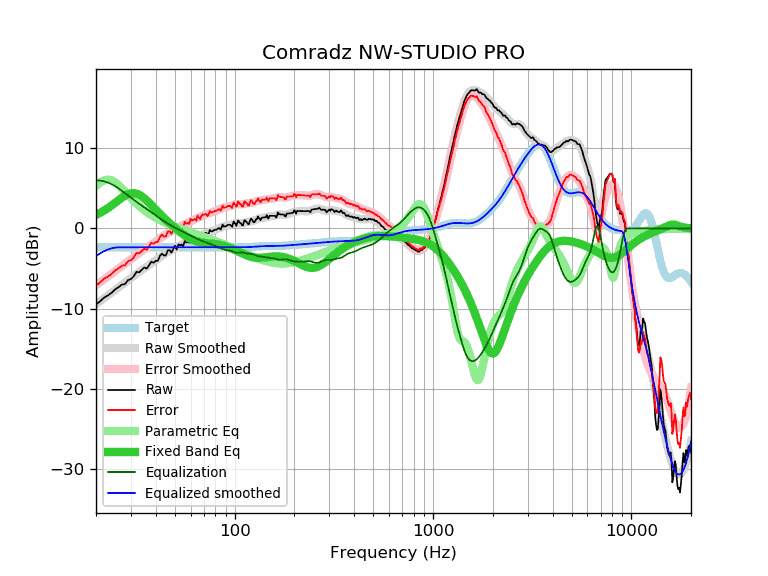 Comradz NW-STUDIO PRO
Amplitude (dBr)
10
0
−10
−20
−30
Target
Raw Smoothed
Error Smoothed
Raw
Error
Parametric Eq
Fixed Band Eq
Equalization
Equalized smoothed
100
1000
10000
Frequency (Hz)